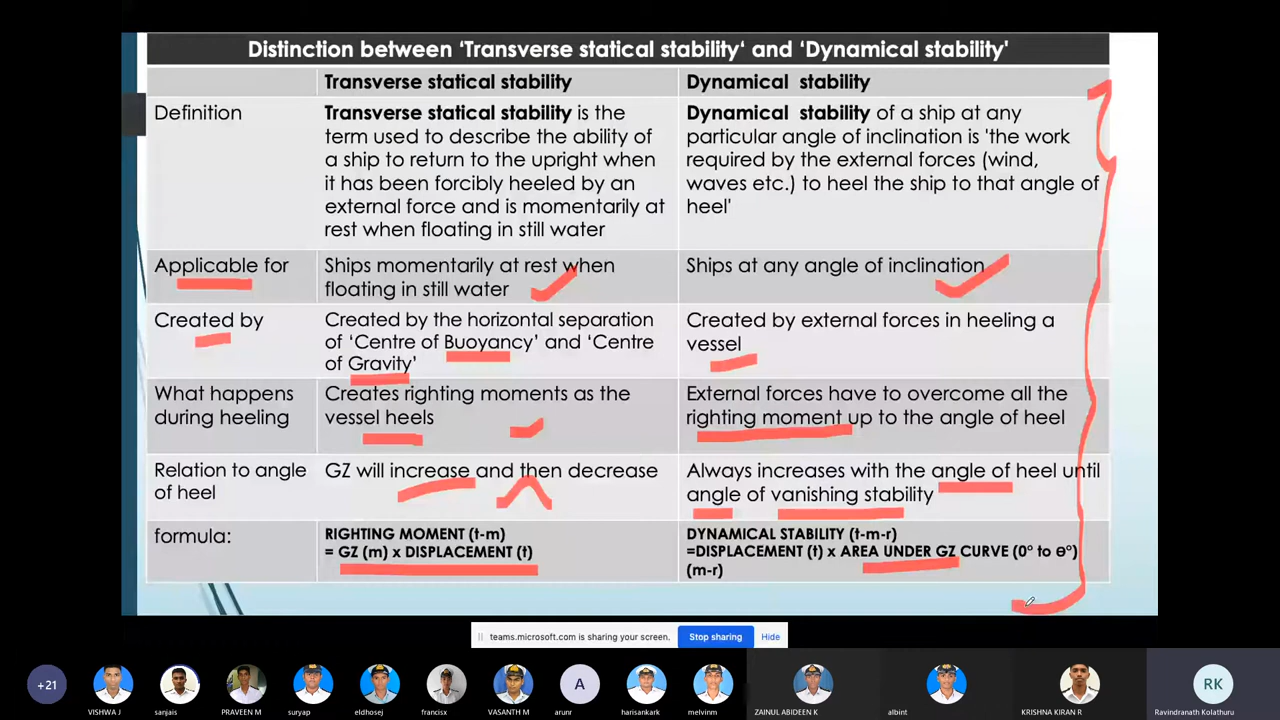 Distinction between ‘Transverse statical stability‘ and ‘Dynamical stability'
Transverse statical stability
Dynamical stability
Definition
Transverse statical stability is the
term used to describe the ability of
a ship to return to the upright when
it has been forcibly heeled by an
external force and is momentarily at
rest when floating in still water
Dynamical stability of a ship at any
particular angle of inclination is 'the work
required by the external forces (wind,
waves etc.) to heel the ship to that angle of
heel'
Applicable for
Ships momentarily at rest when
floating in still water
Ships at any angle of inclination
Created by
Created by the horizontal separation
of ‘Centre of Buoyancy’ and ‘Centre
of Gravity’
Created by external forces in heeling a
vessel
What happens
during heeling
Creates righting moments as the
vessel heels
External forces have to overcome all the
righting moment up to the angle of heel
Relation to angle
of heel
GZ will increase and then decrease
Always increases with the angle of heel until
angle of vanishing stability
formula:
RIGHTING MOMENT (t-m)
= GZ (m) x DISPLACEMENT (t)
DYNAMICAL STABILITY (t-m-r)
=DISPLACEMENT (t) x AREA UNDER GZ CURVE (0° to ө°)
(m-r)
teams.microsoft.com is sharing your screen.
Stop sharing
Hide
+21
A
RK
VISHWA J
sanjais
PRAVEEN M
suryap
eldhosej
francisx
VASANTH M
arunr
harisankark
melvinm
ZAINUL ABIDEEN K
albint
KRISHNA KIRAN R
Ravindranath Kolathuru